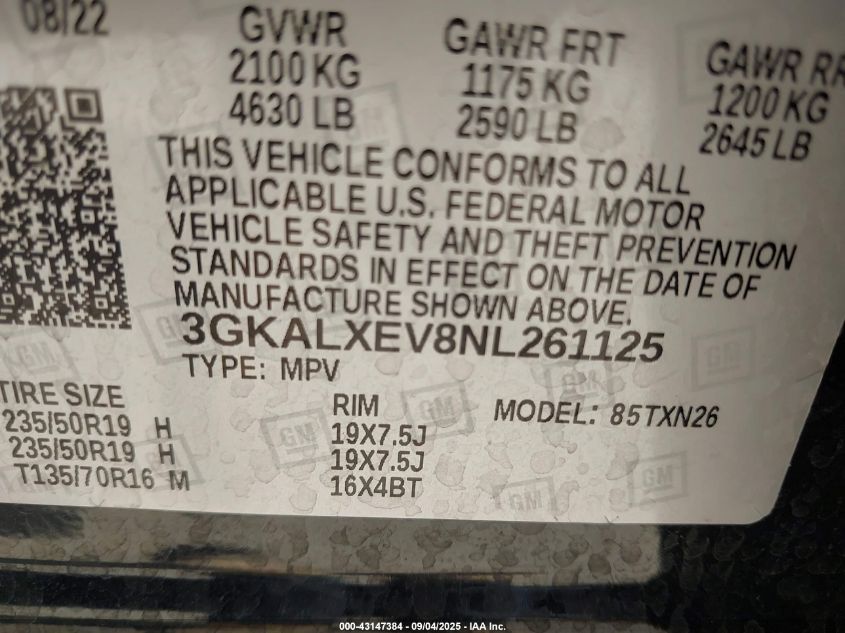 08/22
GVWR
2100 KG
4630 LB
GAWR FRT
1175 KG
2590 LB
GAWR RR
1200 KG
2645 LB
THIS VEHICLE CONFORMS TO ALL
APPLICABLE U.S. FEDERAL MOTOR
VEHICLE SAFETY AND THEFT PREVENTION
STANDARDS IN EFFECT ON THE DATE OF
MANUFACTURE SHOWN ABOVE.
3GKALXEV8NL261125
TYPE: MPV
MODEL: 85TXN26
TIRE SIZE
RIM
235/50R19 H
19X7.5J
235/50R19 H
19X7.5J
T135/70R16 M
16X4BT
GM
000-43147384 - 09/04/2025 - IAA Inc.